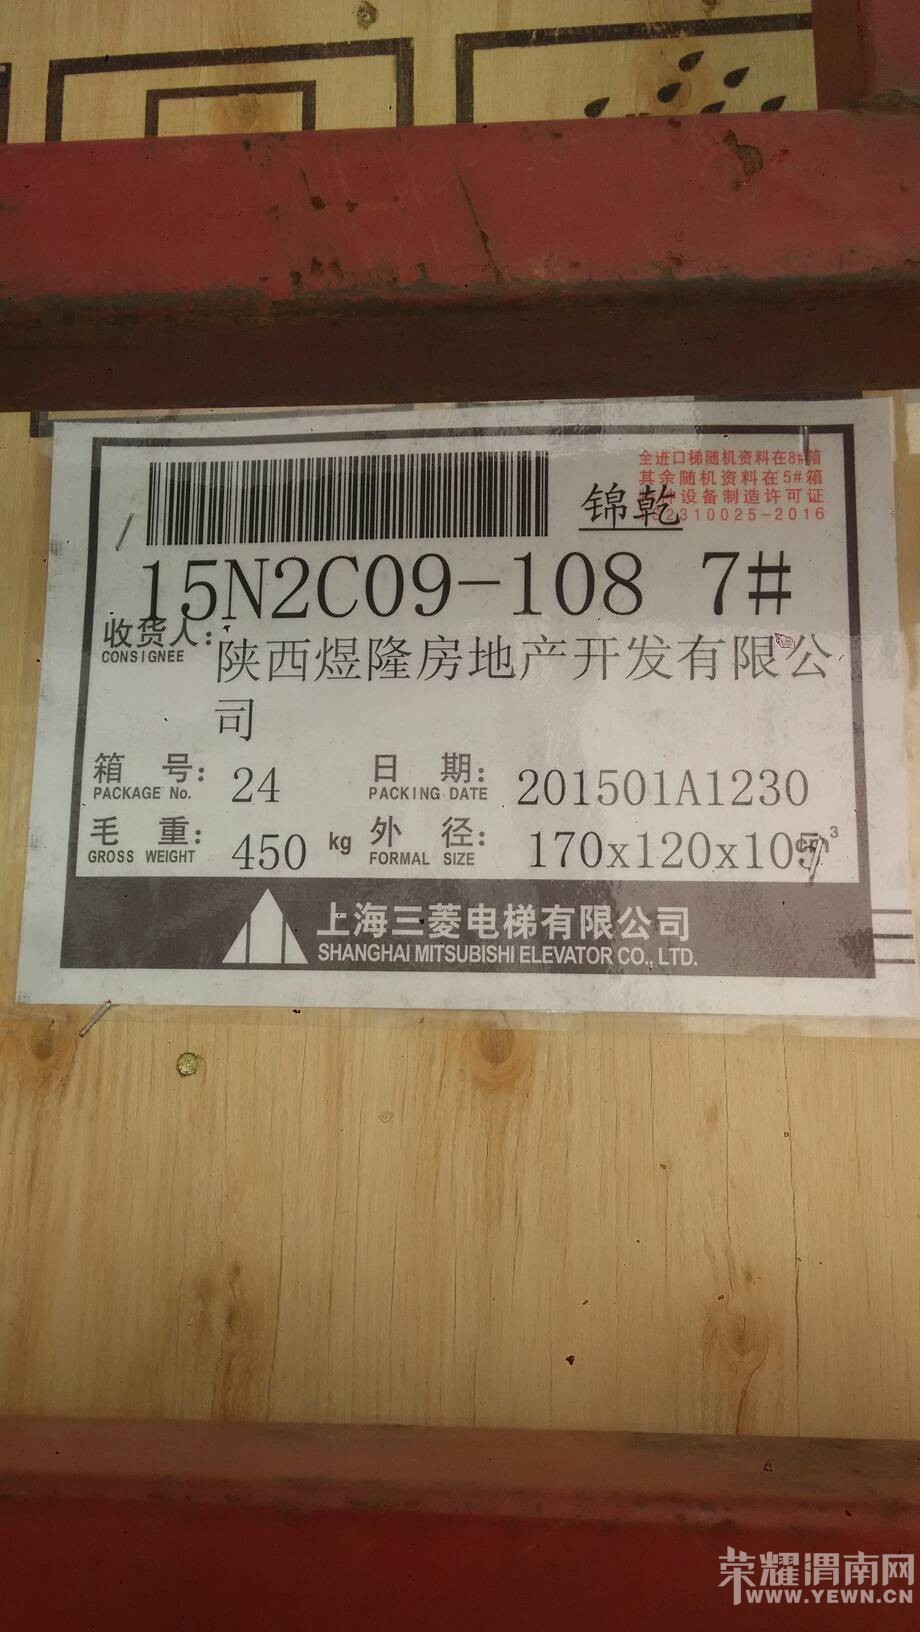 全进口梯随机资料在8#箱
其余随机资料在5#箱
设备制造许可证
310025-2016
锦乾
15N2C09-108 7#
收货人:
CONSIGNEE
陕西煜隆房地产开发有限公
司
箱 号: 24 日 期: 201501A1230
PACKAGE No. PACKING DATE
毛 重: 450 kg 外 径: 170x120x105 cm³
GROSS WEIGHT FORMAL SIZE
上海三菱电梯有限公司
SHANGHAI MITSUBISHI ELEVATOR CO., LTD.
荣耀渭南网
WWW.YEWN.CN